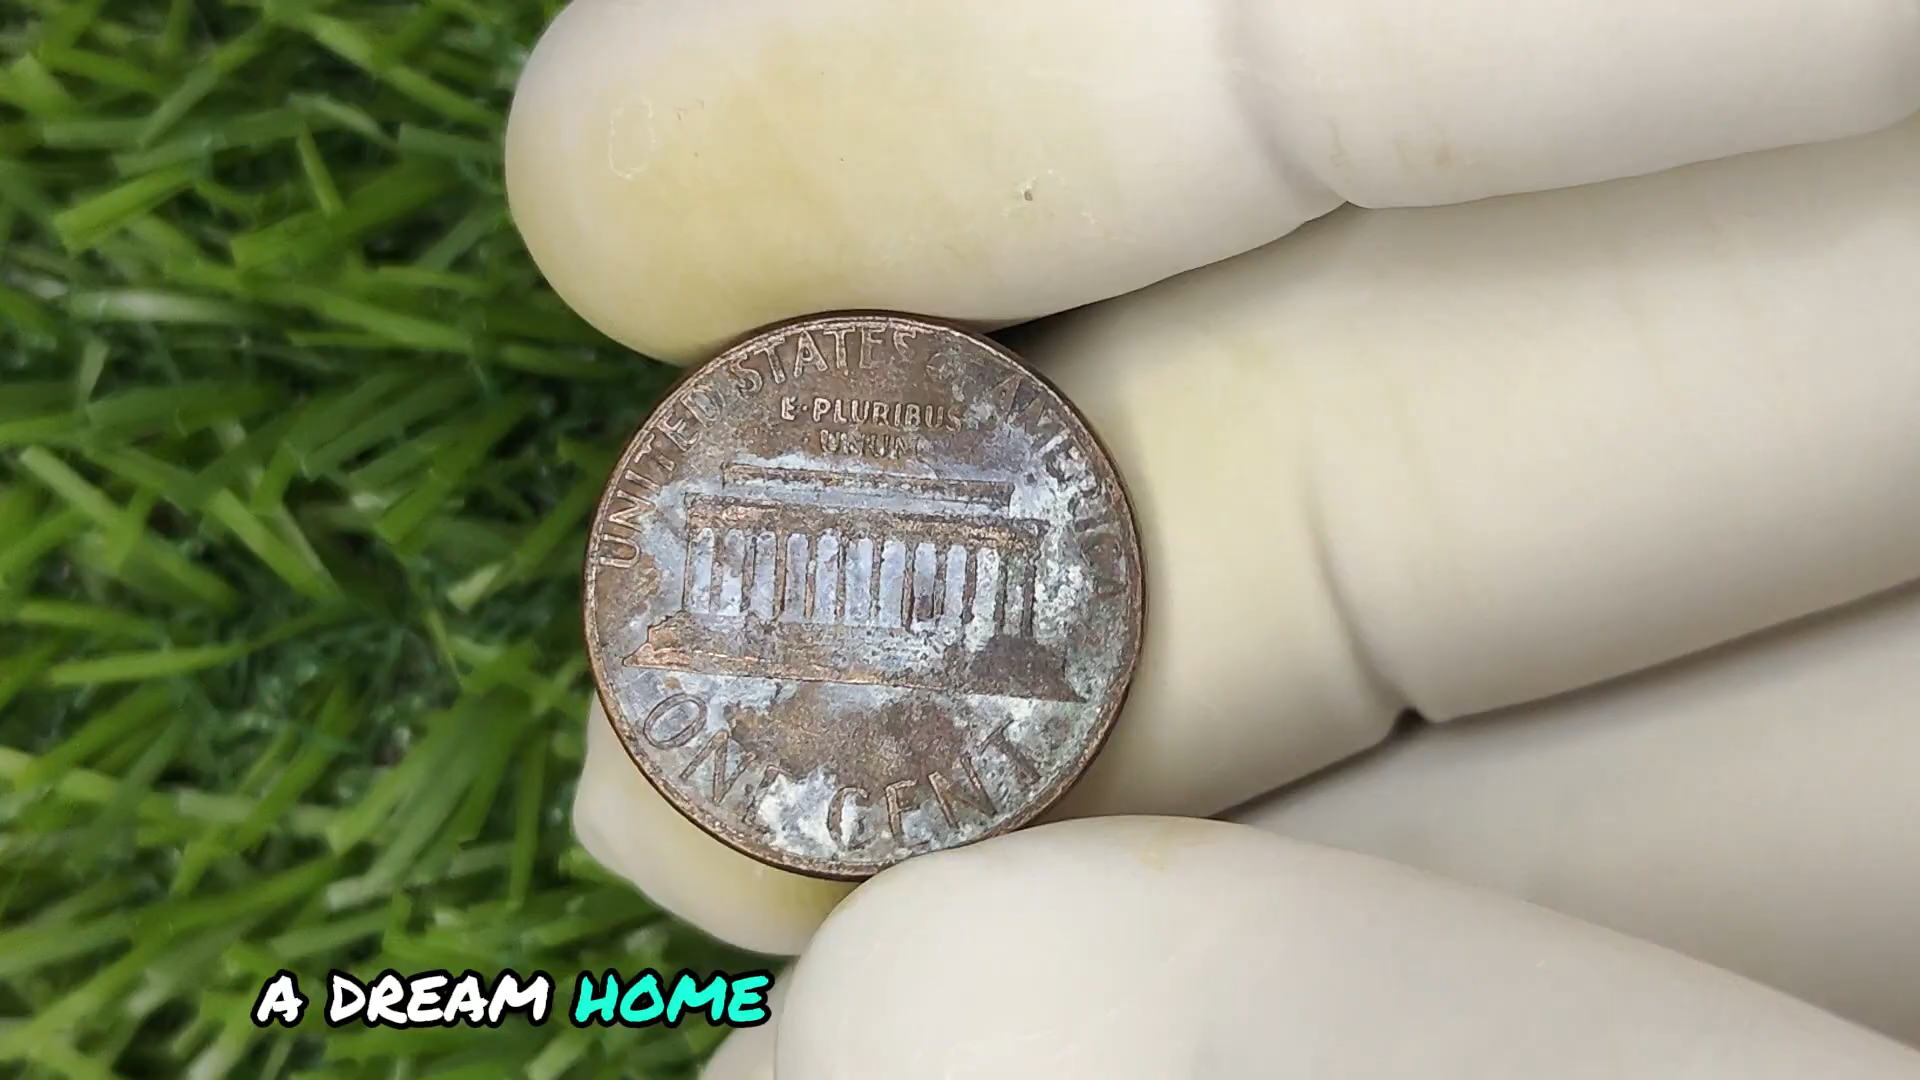 UNITED STATES OF AMERICA
E·PLURIBUS
UNUM
ONE CENT
A DREAM HOME